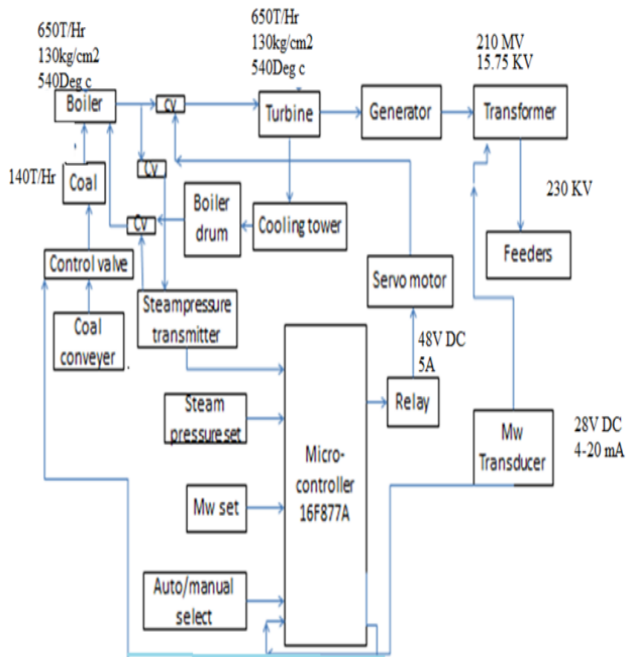 650T/Hr
130kg/cm2
540Deg c
650T/Hr
130kg/cm2
540Deg c
210 MV
15.75 KV
Boiler
cv
Turbine
Generator
Transformer
140T/Hr
Coal
CV
Boiler
drum
Cooling tower
230 KV
Cv
Feeders
Control valve
Servo motor
Steampressure
transmitter
Coal
conveyer
48V DC
5A
Relay
Steam
pressure set
Micro-
controller
16F877A
Mw
Transducer
28V DC
4-20 mA
Mw set
Auto/manual
select